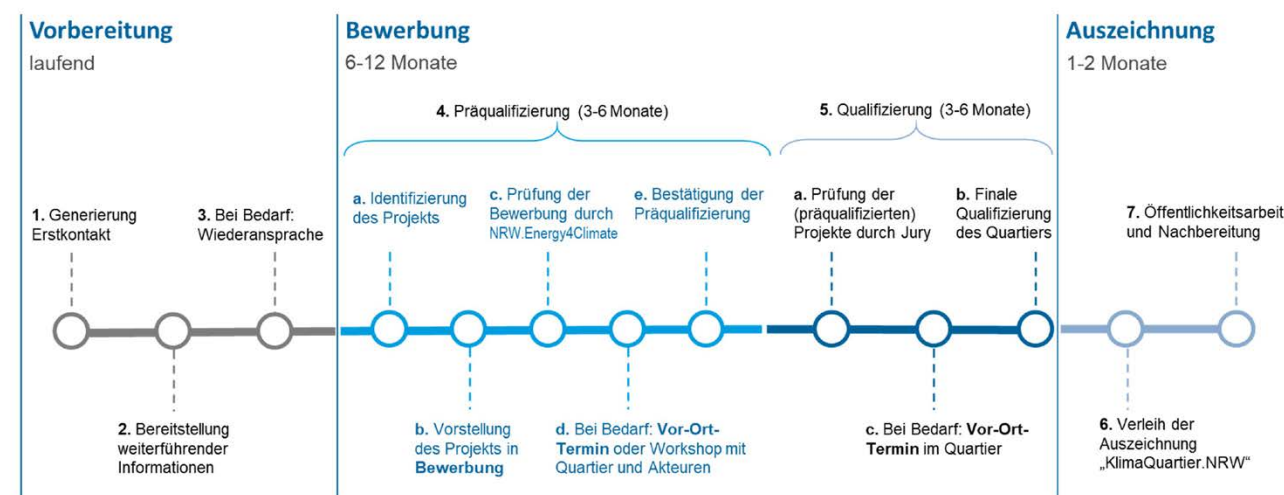 Vorbereitung
laufend
Bewerbung
6-12 Monate
Auszeichnung
1-2 Monate
4. Präqualifizierung (3-6 Monate)
5. Qualifizierung (3-6 Monate)
1. Generierung
Erstkontakt
3. Bei Bedarf:
Wiederansprache
a. Identifizierung
des Projekts
c. Prüfung der
Bewerbung durch
NRW.Energy4Climate
e. Bestätigung der
Präqualifizierung
a. Prüfung der
(präqualifizierten)
Projekte durch Jury
b. Finale
Qualifizierung
des Quartiers
7. Öffentlichkeitsarbeit
und Nachbereitung
2. Bereitstellung
weiterführender
Informationen
b. Vorstellung
des Projekts in
Bewerbung
d. Bei Bedarf: Vor-Ort-
Termin oder Workshop mit
Quartier und Akteuren
c. Bei Bedarf: Vor-Ort-
Termin im Quartier
6. Verleih der
Auszeichnung
„KlimaQuartier.NRW“